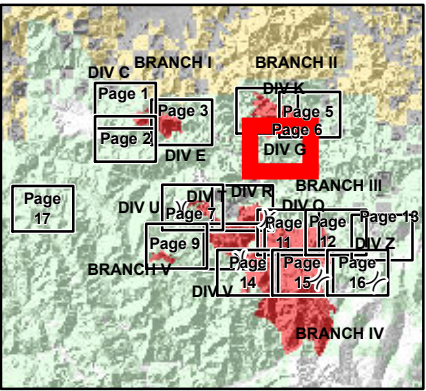 BRANCH I
BRANCH II
DIV C
DIV K
Page 1
Page 3
Page 5
Page 6
Page 2
DIV G
DIV E
BRANCH III
DIV R
Page
17
DIV U
Page 7
DIV Q
Page
11
Page
12
Page 13
Page 9
DIV Z
BRANCH V
Page
14
Page
15
Page
16
DIV V
BRANCH IV